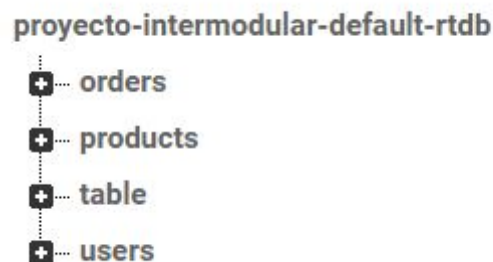 proyecto-intermodular-default-rtdb
orders
products
table
users